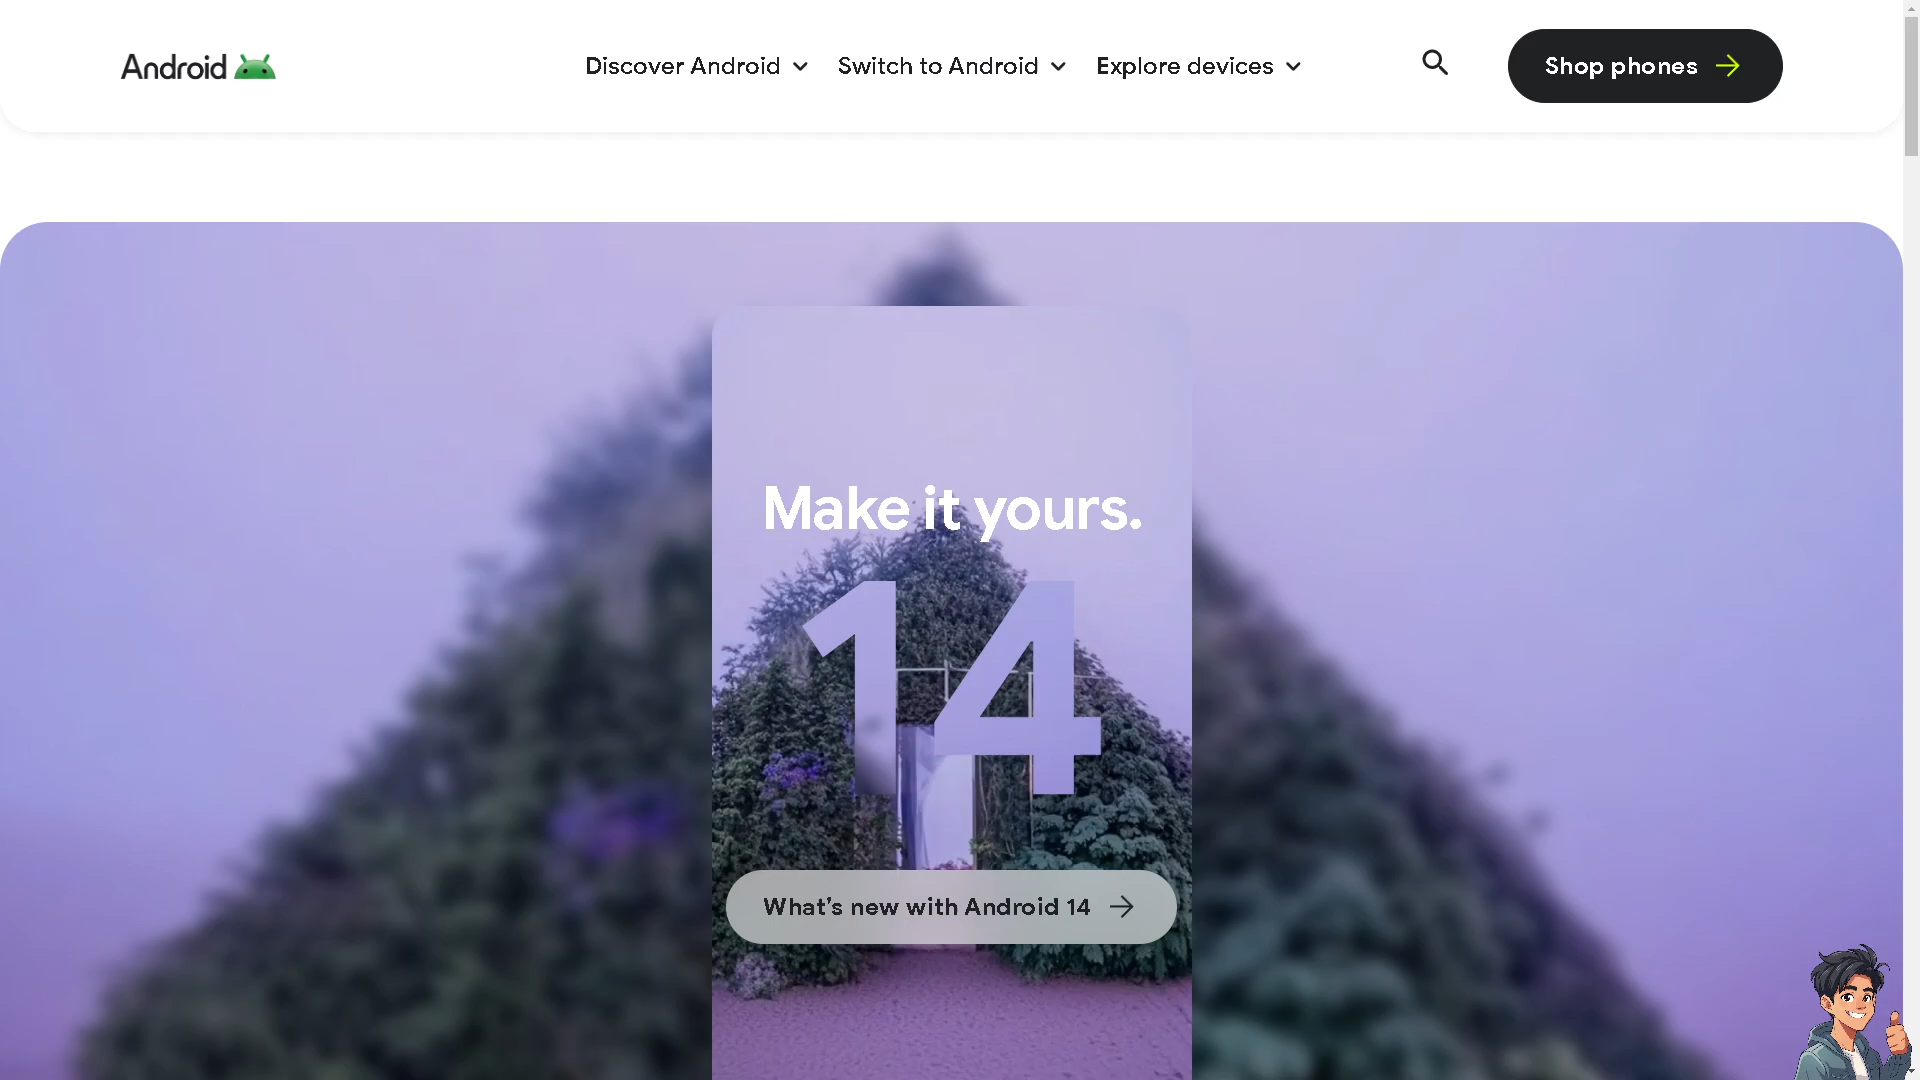 Android
Discover Android
Switch to Android
Explore devices
Shop phones
Make it yours.
14
What's new with Android 14